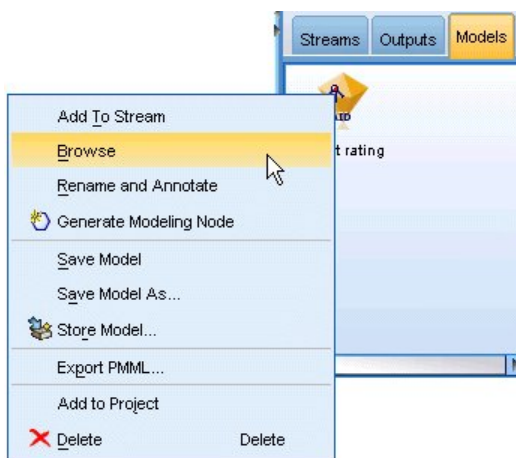 Streams Outputs Models
t rating
Add To Stream
Browse
Rename and Annotate
Generate Modeling Node
Save Model
Save Model As...
Store Model...
Export PMML...
Add to Project
Delete Delete